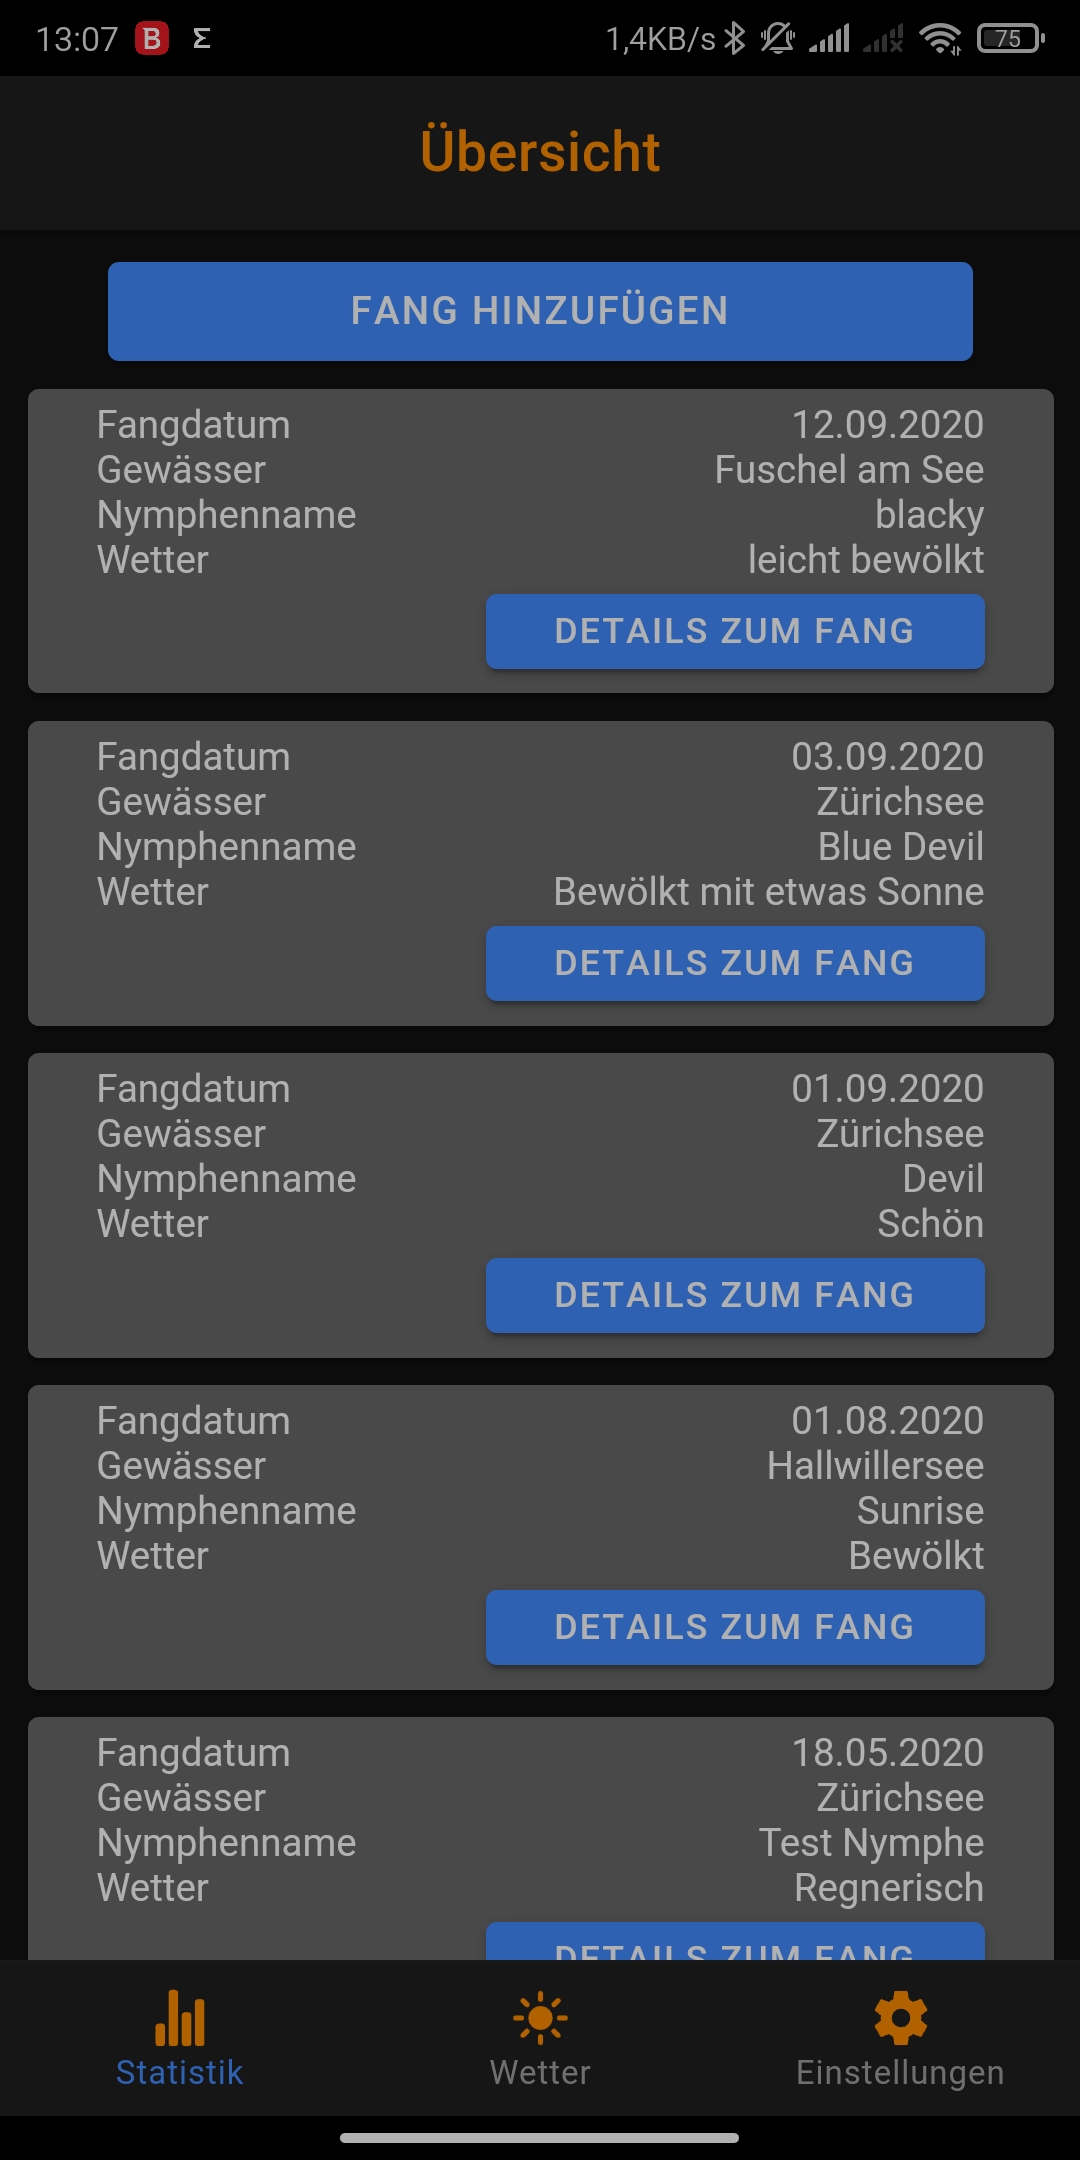 13:07 B Σ 1,4KB/s 75
Übersicht
FANG HINZUFÜGEN
Fangdatum 12.09.2020
Gewässer Fuschel am See
Nymphenname blacky
Wetter leicht bewölkt
DETAILS ZUM FANG
Fangdatum 03.09.2020
Gewässer Zürichsee
Nymphenname Blue Devil
Wetter Bewölkt mit etwas Sonne
DETAILS ZUM FANG
Fangdatum 01.09.2020
Gewässer Zürichsee
Nymphenname Devil
Wetter Schön
DETAILS ZUM FANG
Fangdatum 01.08.2020
Gewässer Hallwillersee
Nymphenname Sunrise
Wetter Bewölkt
DETAILS ZUM FANG
Fangdatum 18.05.2020
Gewässer Zürichsee
Nymphenname Test Nymphe
Wetter Regnerisch
DETAILS ZUM FANG
Statistik Wetter Einstellungen